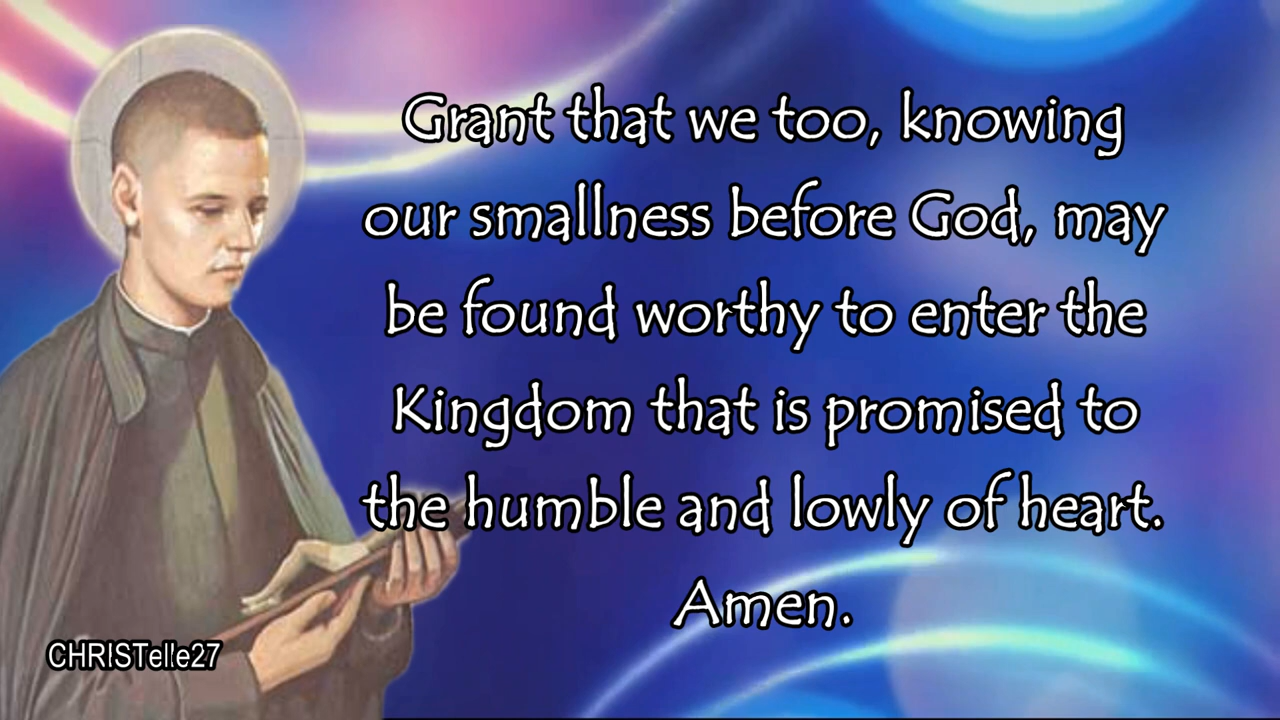 Grant that we too, knowing
our smallness before God, may
be found worthy to enter the
Kingdom that is promised to
the humble and lowly of heart.
Amen.
CHRISTelle27